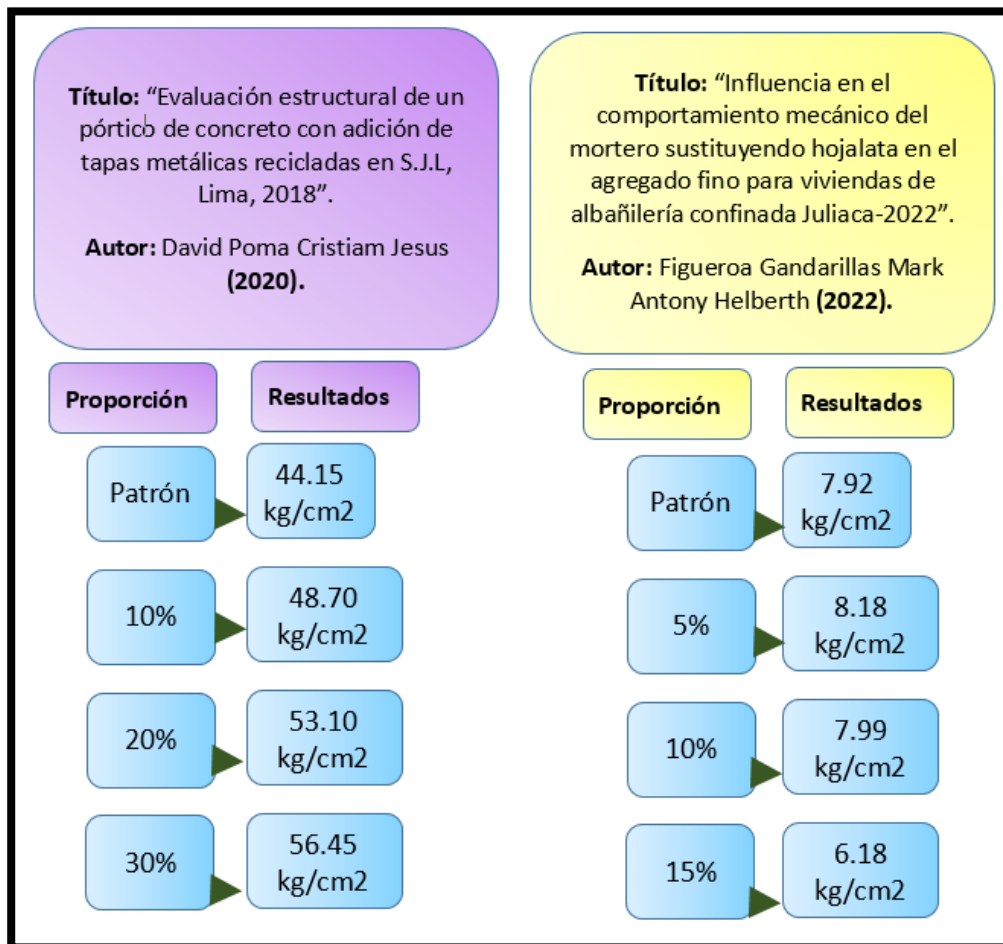 Título: “Evaluación estructural de un
pórtico de concreto con adición de
tapas metálicas recicladas en S.J.L,
Lima, 2018”.
Autor: David Poma Cristiam Jesus
(2020).
Proporción
Resultados
Patrón
44.15
kg/cm2
10%
48.70
kg/cm2
20%
53.10
kg/cm2
30%
56.45
kg/cm2
Título: “Influencia en el
comportamiento mecánico del
mortero sustituyendo hojalata en el
agregado fino para viviendas de
albañilería confinada Juliaca-2022”.
Autor: Figueroa Gandarillas Mark
Antony Helberth (2022).
Proporción
Resultados
Patrón
7.92
kg/cm2
5%
8.18
kg/cm2
10%
7.99
kg/cm2
15%
6.18
kg/cm2